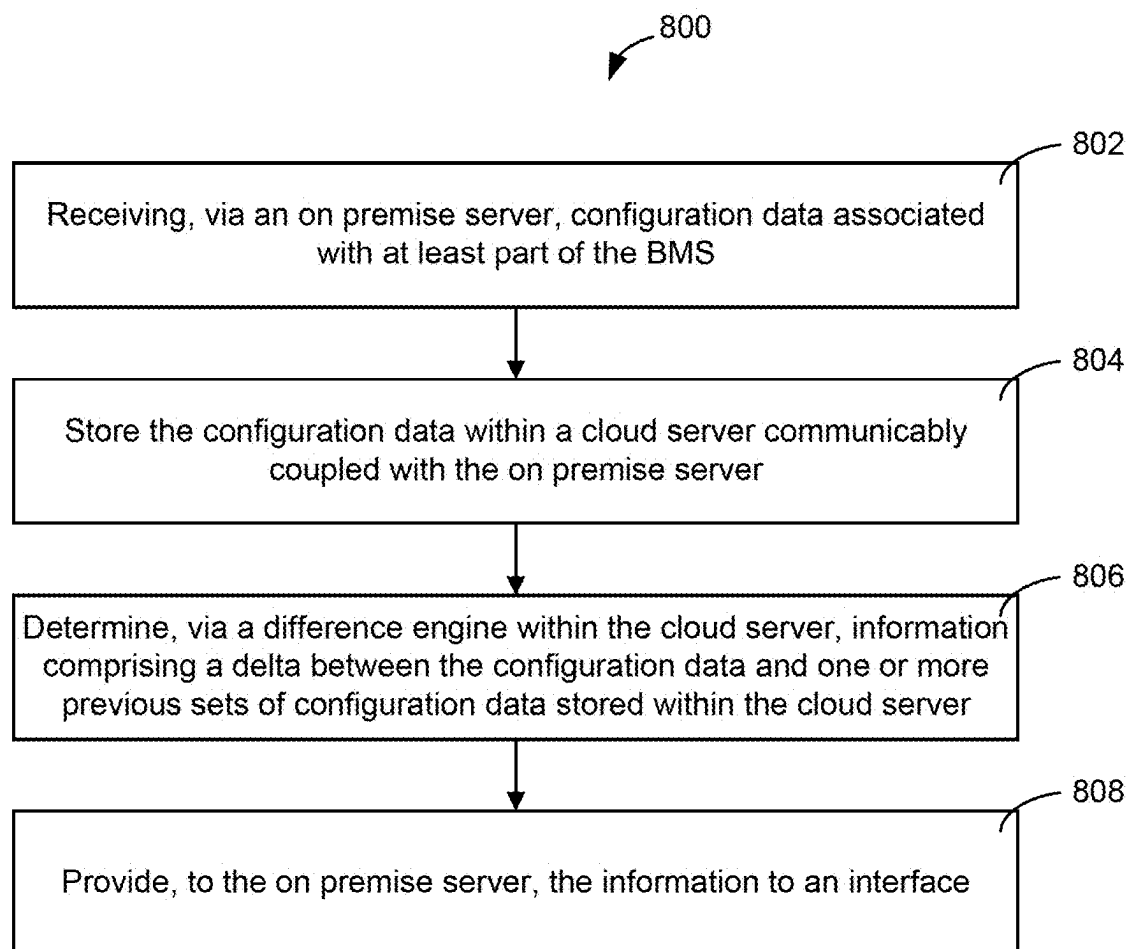 800
802
Receiving, via an on premise server, configuration data associated
with at least part of the BMS
804
Store the configuration data within a cloud server communicably
coupled with the on premise server
806
Determine, via a difference engine within the cloud server, information
comprising a delta between the configuration data and one or more
previous sets of configuration data stored within the cloud server
808
Provide, to the on premise server, the information to an interface